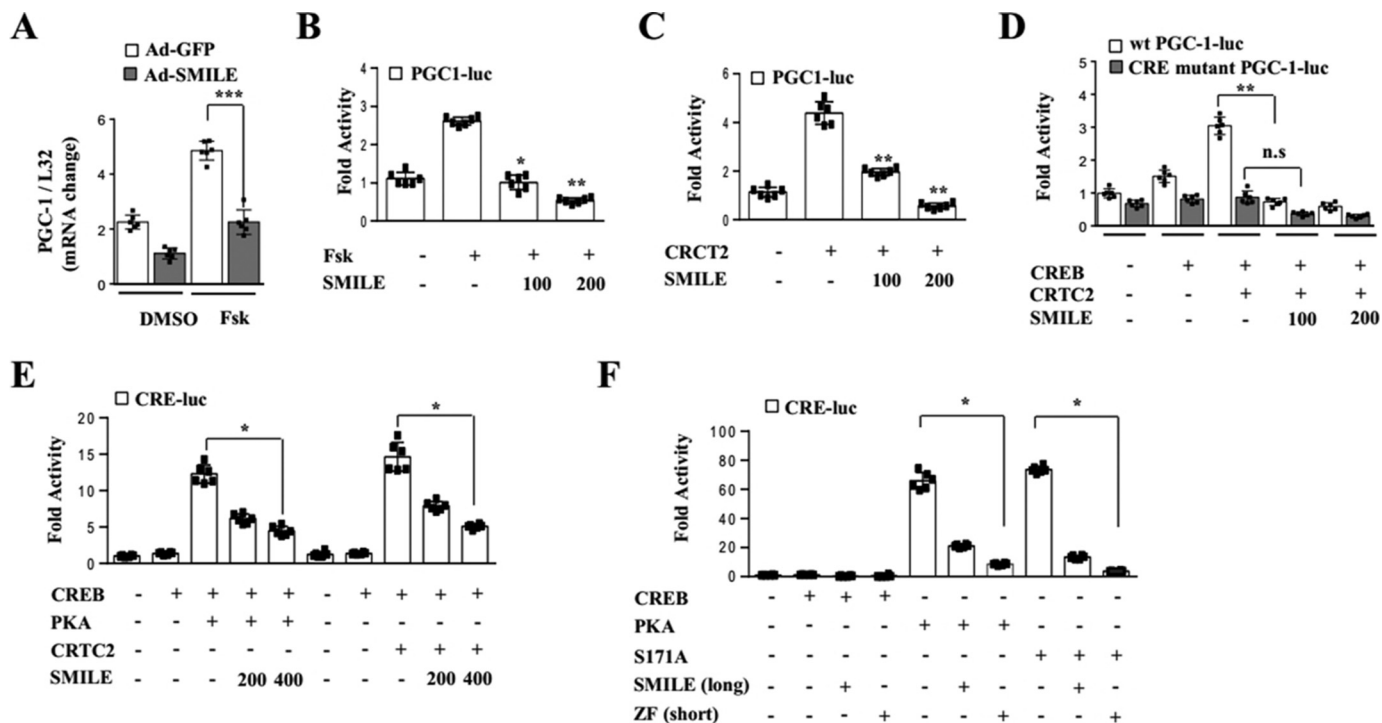 A
Ad-GFP
Ad-SMILE
***
PGC-1 / L32
(mRNA change)
6
4
2
0
DMSO Fsk
B
PGC1-luc
Fold Activity
4
3
2
1
0
* **
Fsk - + + +
SMILE - - 100 200
C
PGC1-luc
Fold Activity
6
4
2
0
** **
CRCT2 - + + +
SMILE - - 100 200
D
wt PGC-1-luc
CRE mutant PGC-1-luc
Fold Activity
5
4
3
2
1
0
**
n.s
CREB - + + + +
CRTC2 - - + + +
SMILE - - - 100 200
E
CRE-luc
Fold Activity
20
15
10
5
0
* *
CREB - + + + + - + + + +
PKA - - + + + - - - - -
CRTC2 - - - - - - - + + +
SMILE - - - 200 400 - - - 200 400
F
CRE-luc
Fold Activity
100
80
60
40
20
0
* *
CREB - + + + - - - - - -
PKA - - - - + + + - - -
S171A - - - - - - - + + +
SMILE (long) - - + - - + - - + -
ZF (short) - - - + - - + - - +